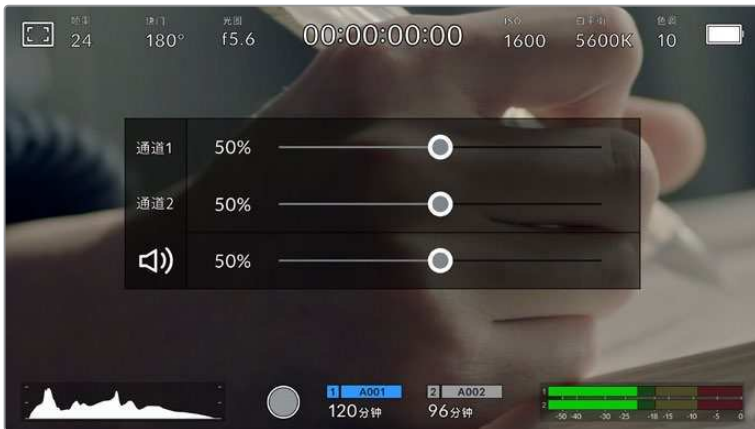 帧率 快门 光圈 00:00:00:00 ISO 白平衡 色调
24 180° f5.6 1600 5600K 10
通道1 50%
通道2 50%
50%
1 A001 2 A002
120分钟 96分钟
1
2
-50 -40 -30 -25 -18 -15 -10 -5 0